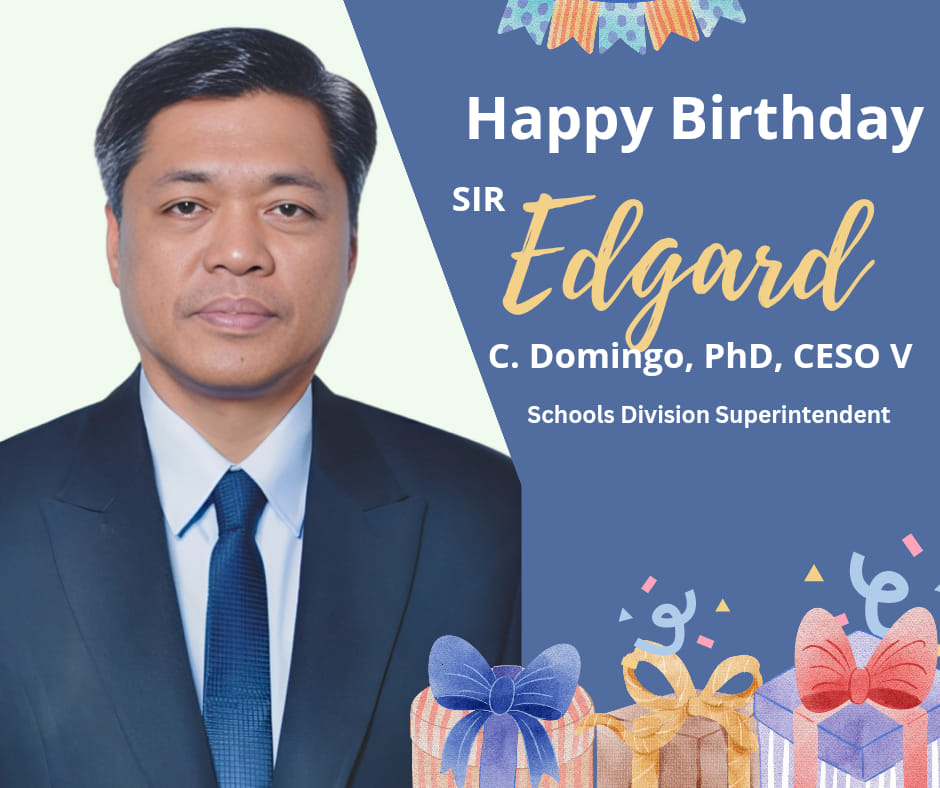 Happy Birthday
SIR
Edgard
C. Domingo, PhD, CESO V
Schools Division Superintendent